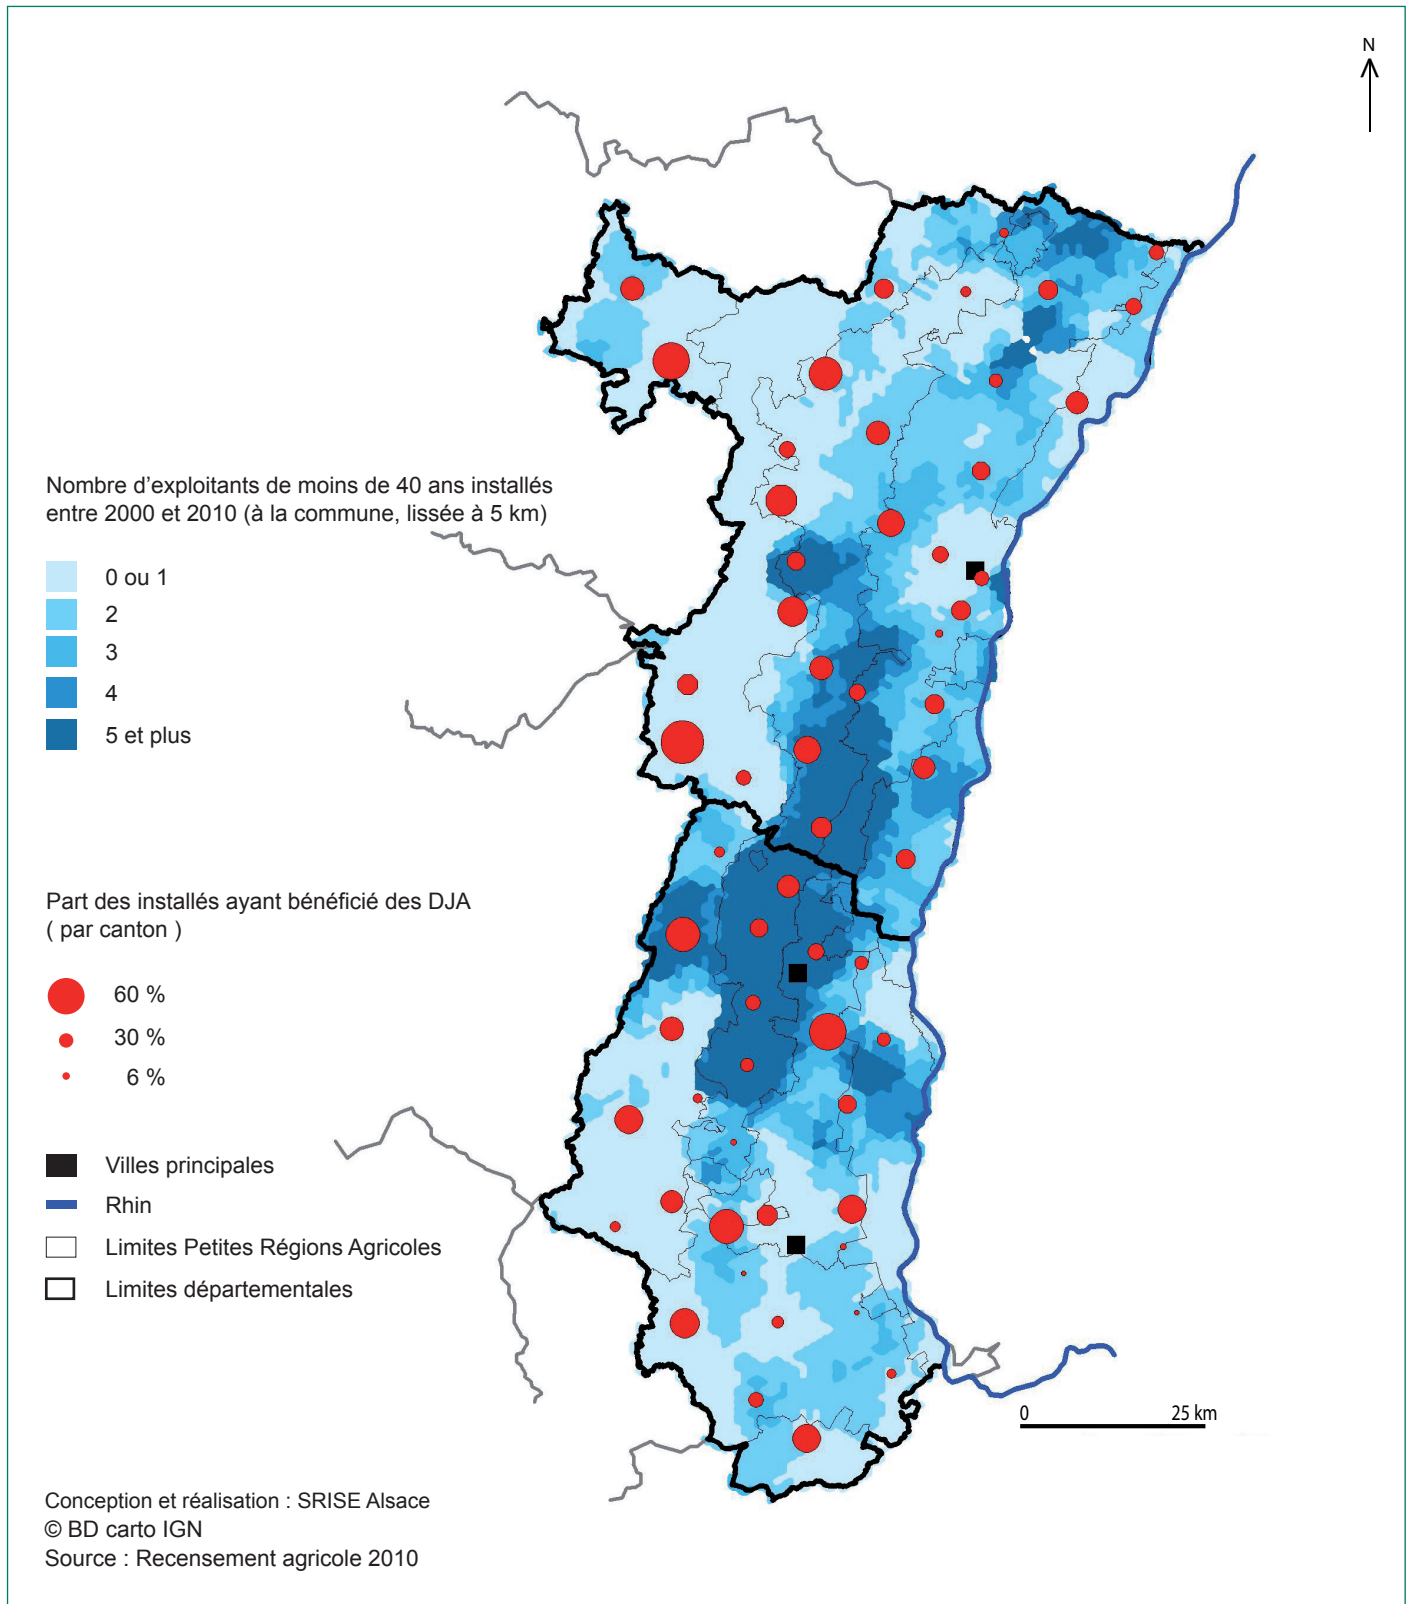 N
Nombre d'exploitants de moins de 40 ans installés
entre 2000 et 2010 (à la commune, lissée à 5 km)
0 ou 1
2
3
4
5 et plus
Part des installés ayant bénéficié des DJA
( par canton )
60 %
30 %
6 %
Villes principales
Rhin
Limites Petites Régions Agricoles
Limites départementales
0 25 km
Conception et réalisation : SRISE Alsace
© BD carto IGN
Source : Recensement agricole 2010